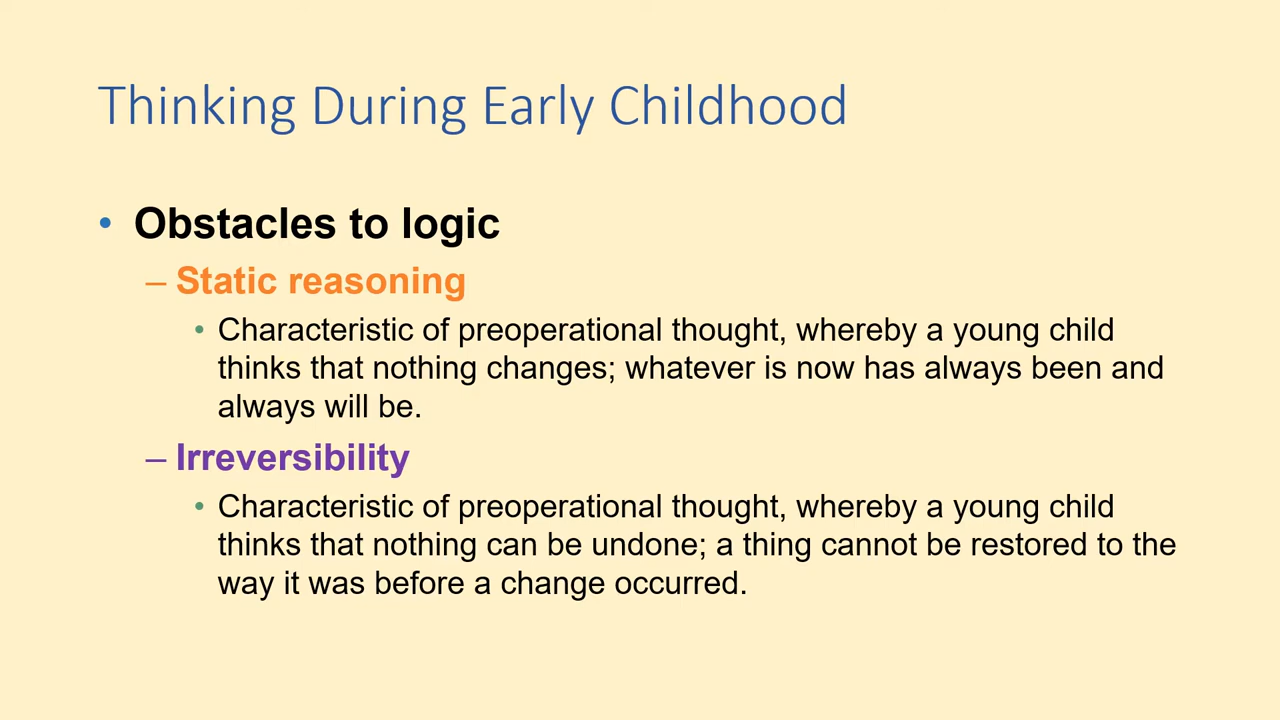 Thinking During Early Childhood
• Obstacles to logic
– Static reasoning
• Characteristic of preoperational thought, whereby a young child
thinks that nothing changes; whatever is now has always been and
always will be.
– Irreversibility
• Characteristic of preoperational thought, whereby a young child
thinks that nothing can be undone; a thing cannot be restored to the
way it was before a change occurred.